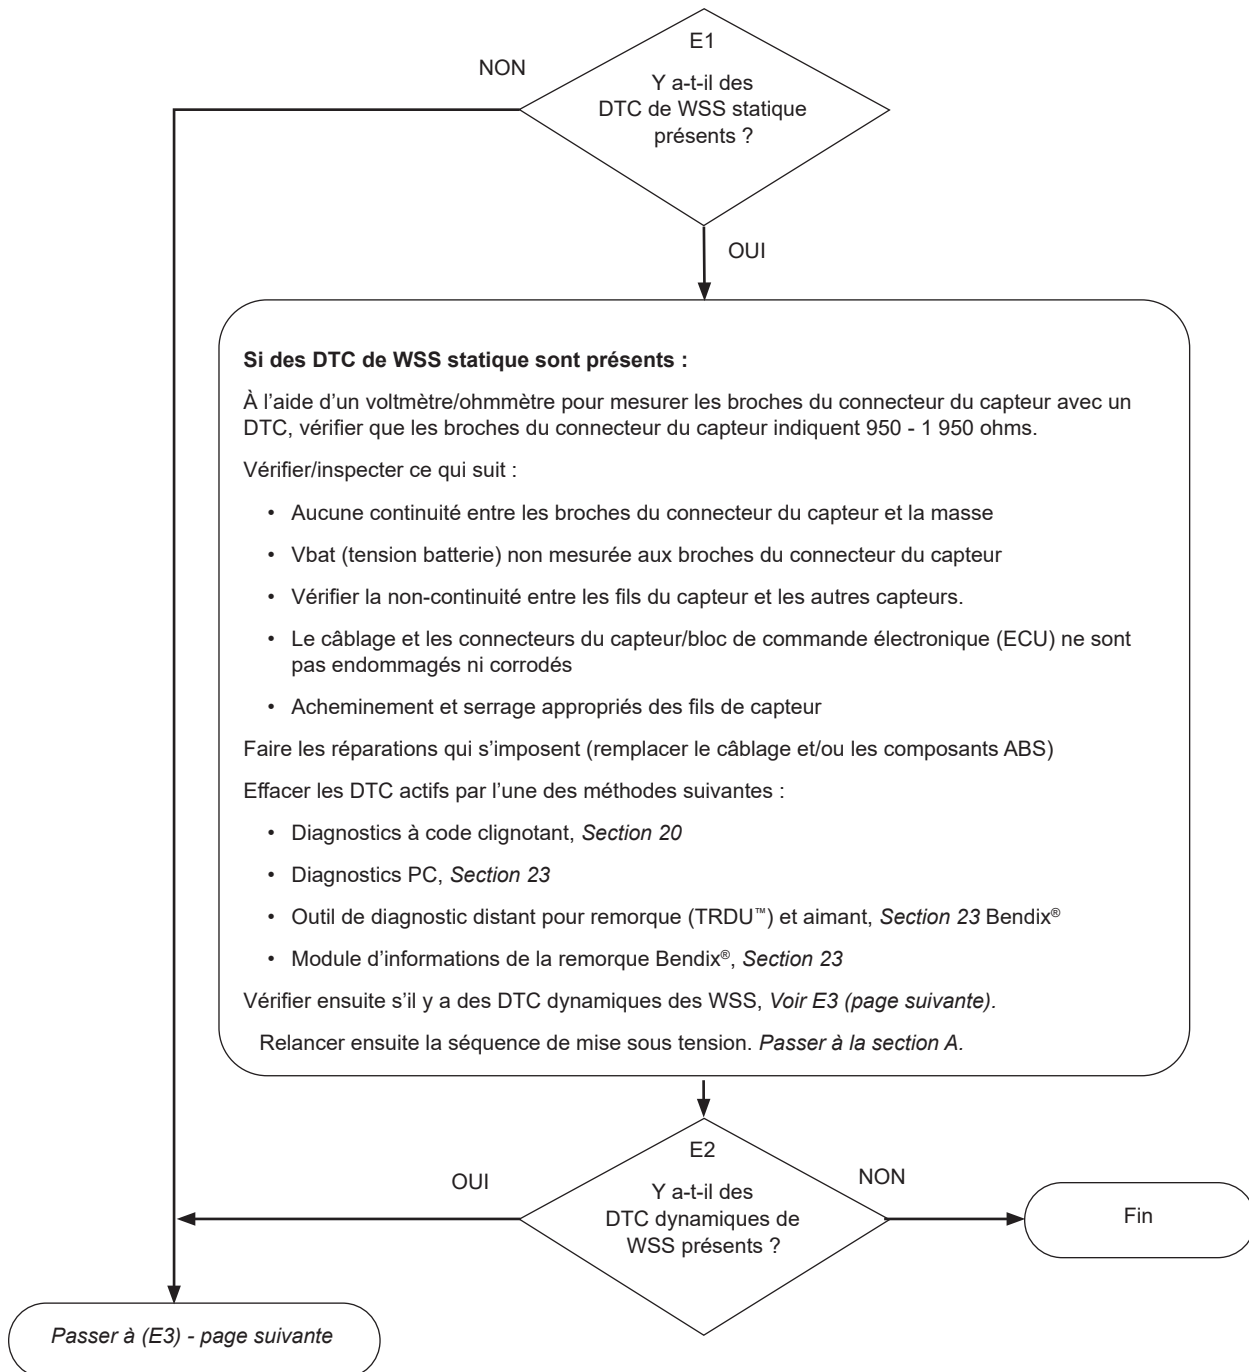 E1
NON
Y a-t-il des
DTC de WSS statique
présents ?
OUI
Si des DTC de WSS statique sont présents :
À l’aide d’un voltmètre/ohmmètre pour mesurer les broches du connecteur du capteur avec un
DTC, vérifier que les broches du connecteur du capteur indiquent 950 - 1 950 ohms.
Vérifier/inspecter ce qui suit :
• Aucune continuité entre les broches du connecteur du capteur et la masse
• Vbat (tension batterie) non mesurée aux broches du connecteur du capteur
• Vérifier la non-continuité entre les fils du capteur et les autres capteurs.
• Le câblage et les connecteurs du capteur/bloc de commande électronique (ECU) ne sont
pas endommagés ni corrodés
• Acheminement et serrage appropriés des fils de capteur
Faire les réparations qui s’imposent (remplacer le câblage et/ou les composants ABS)
Effacer les DTC actifs par l’une des méthodes suivantes :
• Diagnostics à code clignotant, Section 20
• Diagnostics PC, Section 23
• Outil de diagnostic distant pour remorque (TRDU™) et aimant, Section 23 Bendix®
• Module d’informations de la remorque Bendix®, Section 23
Vérifier ensuite s’il y a des DTC dynamiques des WSS, Voir E3 (page suivante).
Relancer ensuite la séquence de mise sous tension. Passer à la section A.
E2
OUI
NON
Y a-t-il des
DTC dynamiques de
WSS présents ?
Fin
Passer à (E3) - page suivante